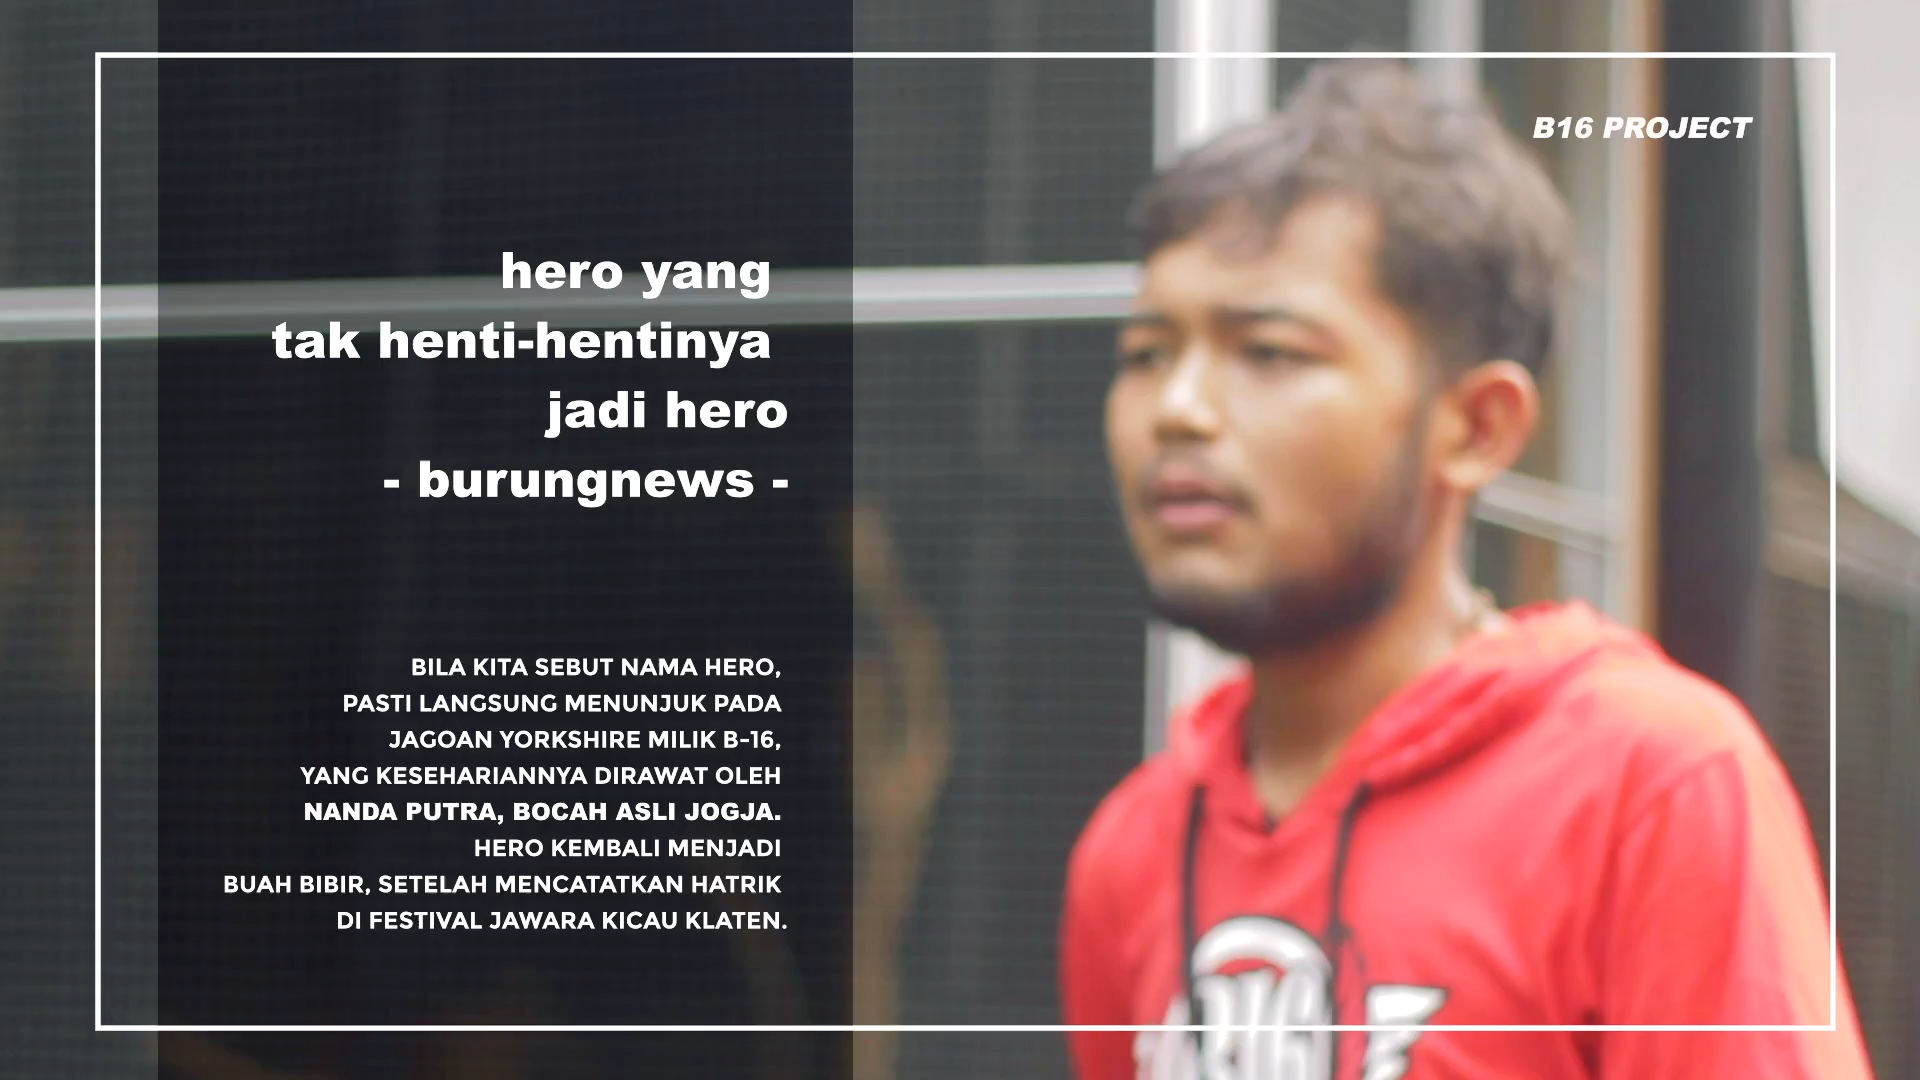 B16 PROJECT
hero yang
tak henti-hentinya
jadi hero
- burungnews -
BILA KITA SEBUT NAMA HERO,
PASTI LANGSUNG MENUNJUK PADA
JAGOAN YORKSHIRE MILIK B-16,
YANG KESEHARIANNYA DIRAWAT OLEH
NANDA PUTRA, BOCAH ASLI JOGJA.
HERO KEMBALI MENJADI
BUAH BIBIR, SETELAH MENCATATKAN HATRIK
DI FESTIVAL JAWARA KICAU KLATEN.